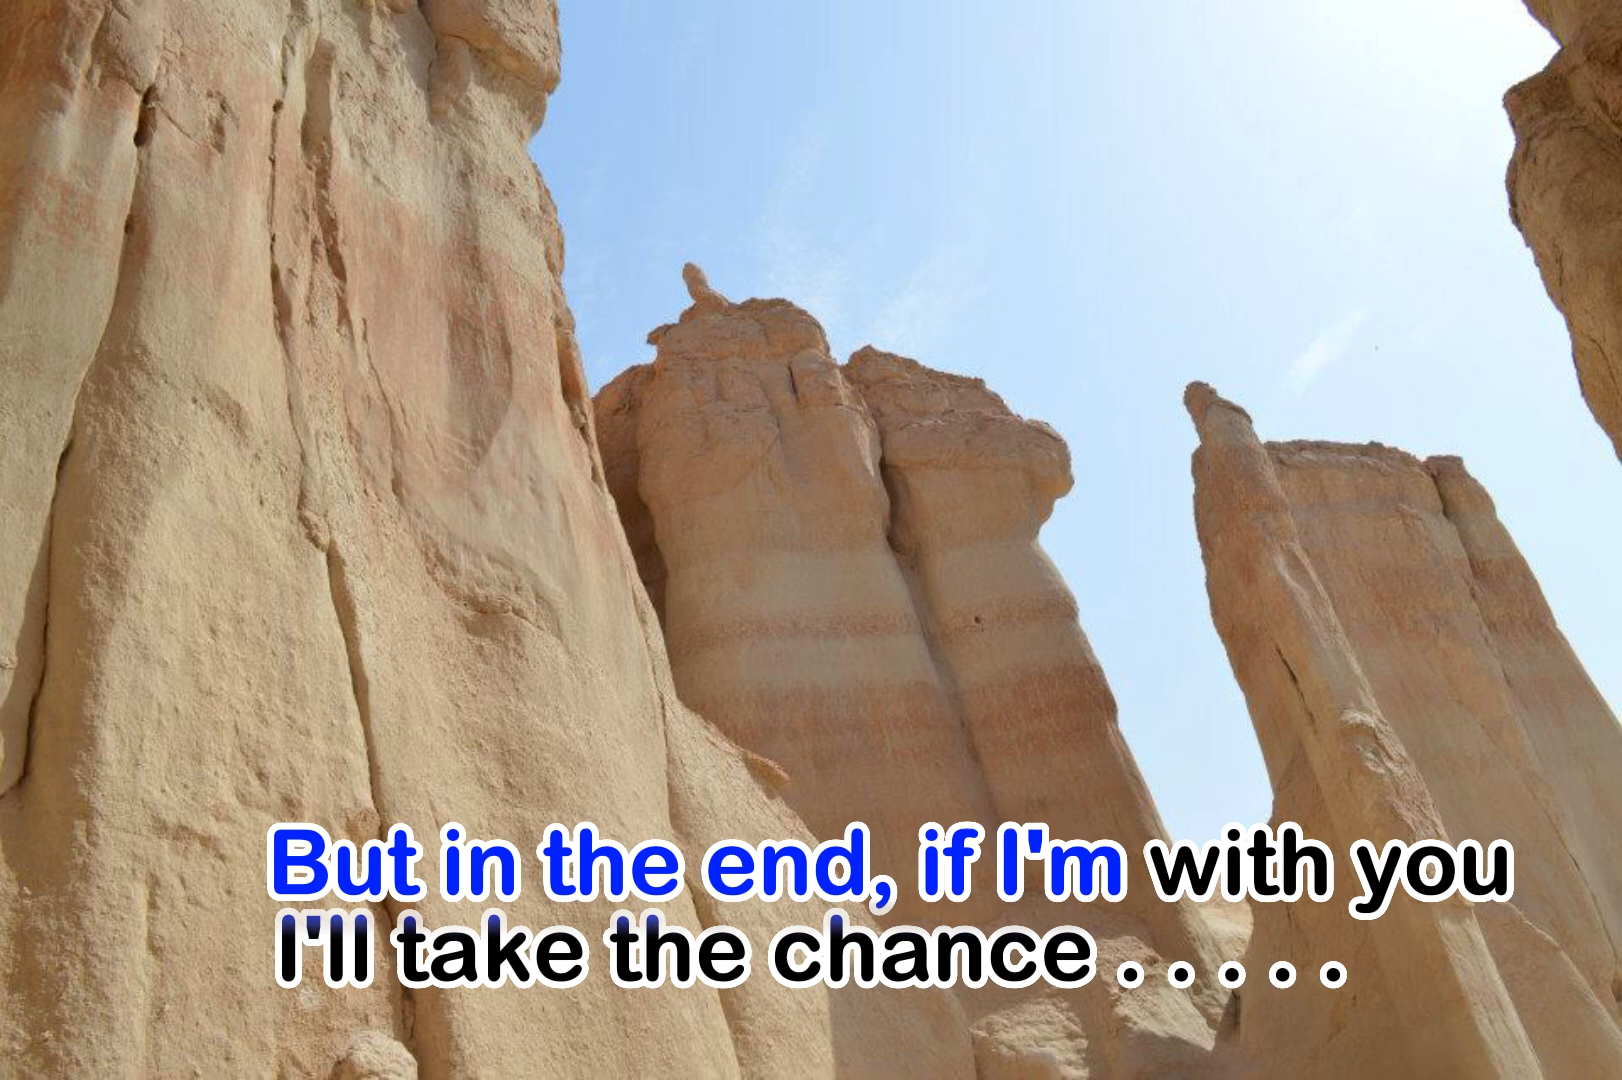 But in the end, if I'm with you
I'll take the chance . . . . .